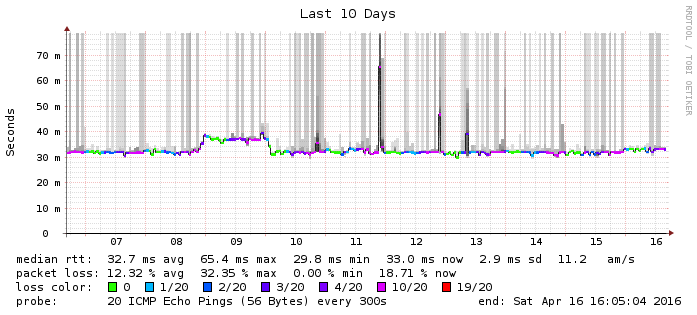 Last 10 Days
RRDTOOL / TOBI OETIKER
Seconds
70 m
60 m
50 m
40 m
30 m
20 m
10 m
0
07 08 09 10 11 12 13 14 15 16
median rtt: 32.7 ms avg 65.4 ms max 29.8 ms min 33.0 ms now 2.9 ms sd 11.2 am/s
packet loss: 12.32 % avg 32.35 % max 0.00 % min 18.71 % now
loss color: 0 1/20 2/20 3/20 4/20 10/20 19/20
probe: 20 ICMP Echo Pings (56 Bytes) every 300s end: Sat Apr 16 16:05:04 2016